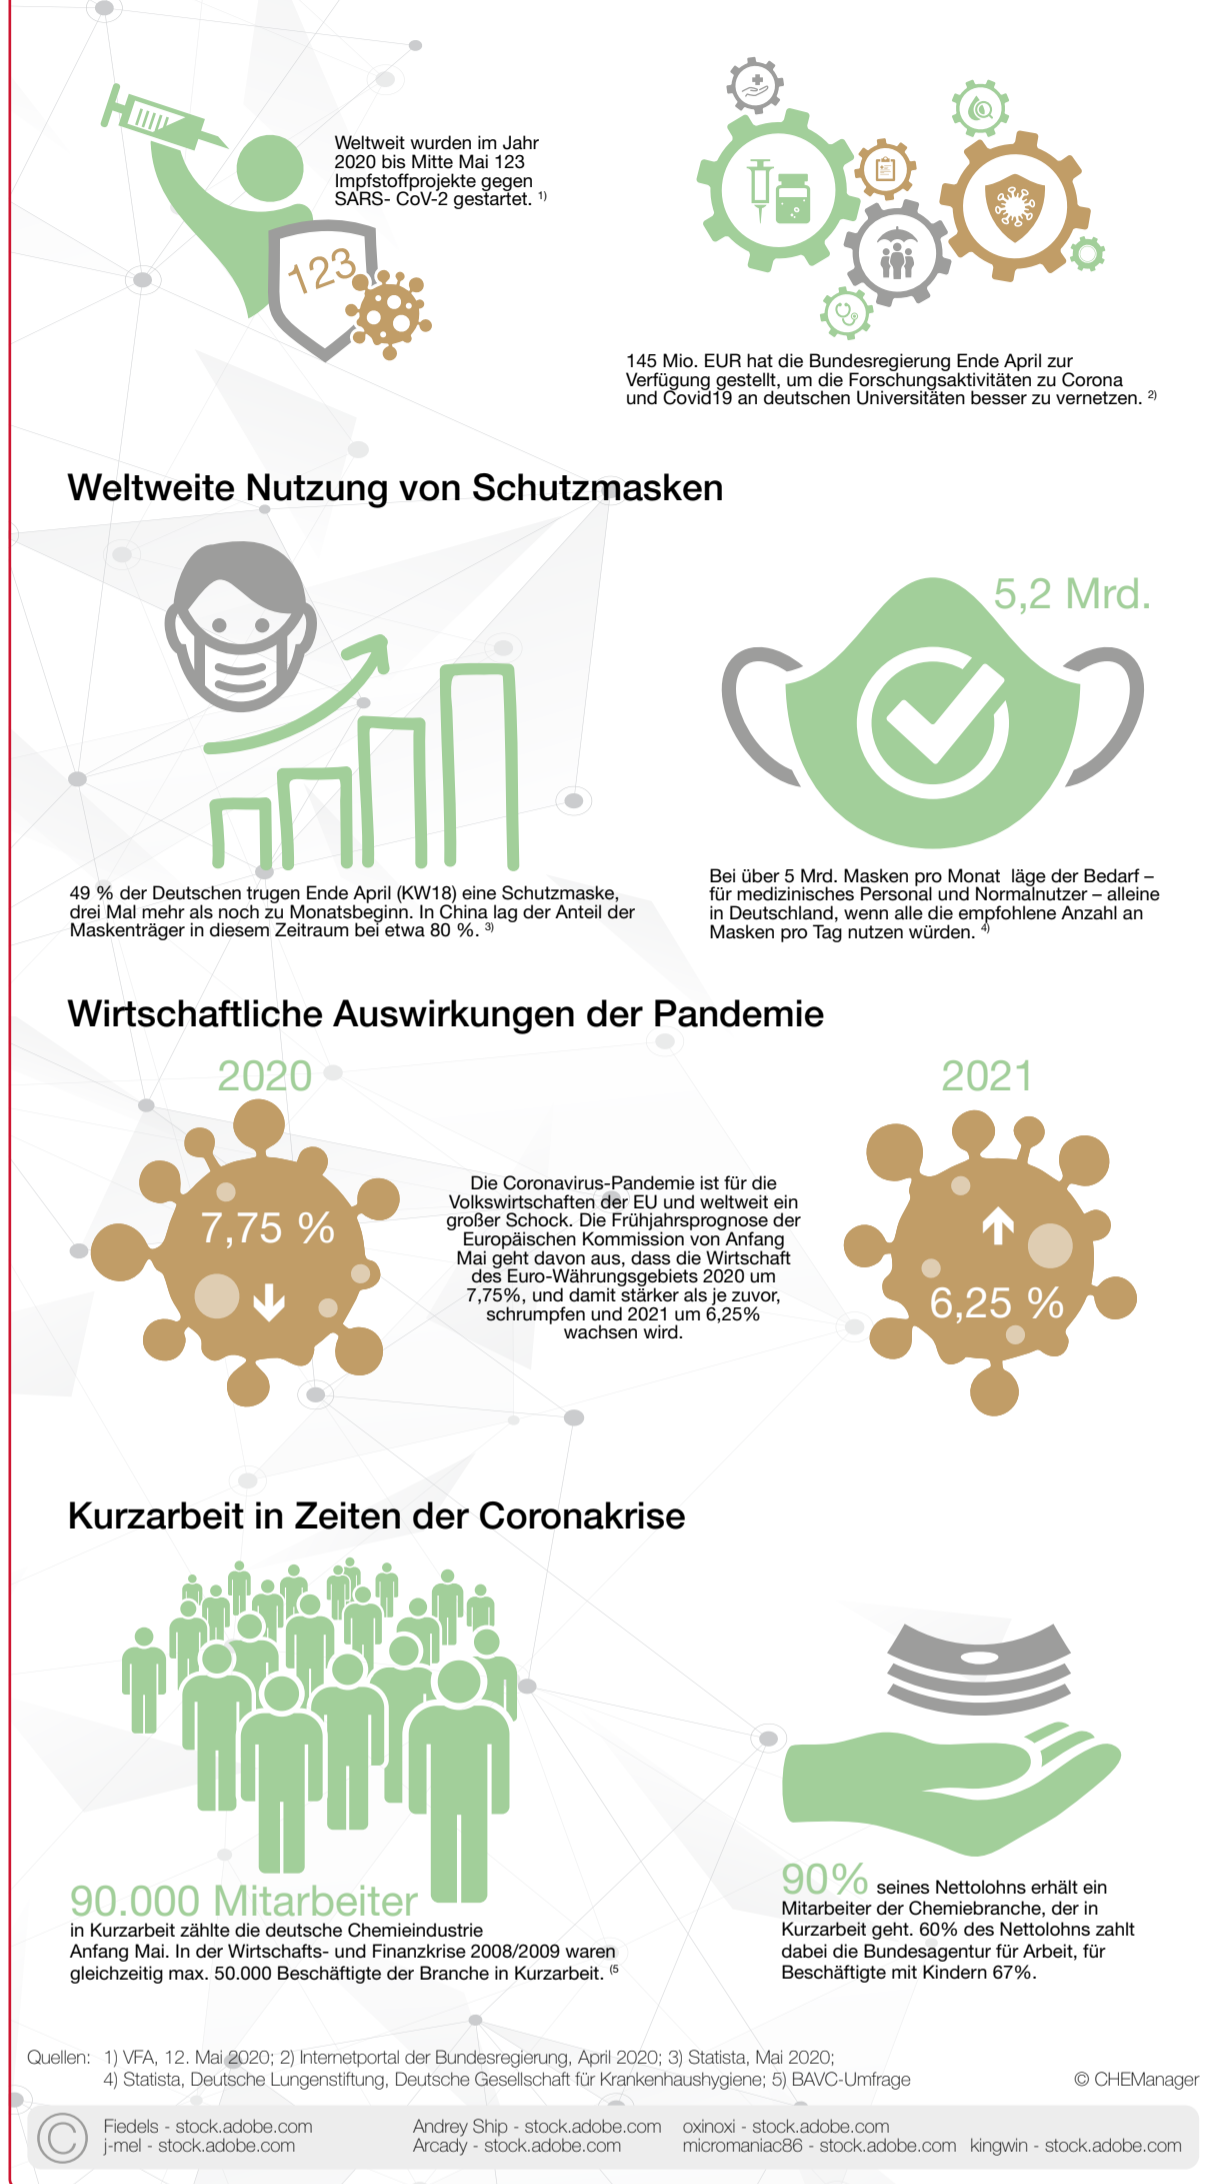 Weltweit wurden im Jahr
2020 bis Mitte Mai 123
Impfstoffprojekte gegen
SARS- CoV-2 gestartet. 1)
123
145 Mio. EUR hat die Bundesregierung Ende April zur
Verfügung gestellt, um die Forschungsaktivitäten zu Corona
und Covid19 an deutschen Universitäten besser zu vernetzen. 2)
Weltweite Nutzung von Schutzmasken
5,2 Mrd.
49 % der Deutschen trugen Ende April (KW18) eine Schutzmaske,
drei Mal mehr als noch zu Monatsbeginn. In China lag der Anteil der
Maskenträger in diesem Zeitraum bei etwa 80 %. 3)
Bei über 5 Mrd. Masken pro Monat läge der Bedarf –
für medizinisches Personal und Normalnutzer – alleine
in Deutschland, wenn alle die empfohlene Anzahl an
Masken pro Tag nutzen würden. 4)
Wirtschaftliche Auswirkungen der Pandemie
2020
7,75 %
Die Coronavirus-Pandemie ist für die
Volkswirtschaften der EU und weltweit ein
großer Schock. Die Frühjahrsprognose der
Europäischen Kommission von Anfang
Mai geht davon aus, dass die Wirtschaft
des Euro-Währungsgebiets 2020 um
7,75%, und damit stärker als je zuvor,
schrumpfen und 2021 um 6,25%
wachsen wird.
2021
6,25 %
Kurzarbeit in Zeiten der Coronakrise
90.000 Mitarbeiter
in Kurzarbeit zählte die deutsche Chemieindustrie
Anfang Mai. In der Wirtschafts- und Finanzkrise 2008/2009 waren
gleichzeitig max. 50.000 Beschäftigte der Branche in Kurzarbeit. (5
90% seines Nettolohns erhält ein
Mitarbeiter der Chemiebranche, der in
Kurzarbeit geht. 60% des Nettolohns zahlt
dabei die Bundesagentur für Arbeit, für
Beschäftigte mit Kindern 67%.
Quellen: 1) VFA, 12. Mai 2020; 2) Internetportal der Bundesregierung, April 2020; 3) Statista, Mai 2020;
4) Statista, Deutsche Lungenstiftung, Deutsche Gesellschaft für Krankenhaushygiene; 5) BAVC-Umfrage
© CHEManager
© Fiedels - stock.adobe.com Andrey Ship - stock.adobe.com oxinoxi - stock.adobe.com
j-mel - stock.adobe.com Arcady - stock.adobe.com micromaniac86 - stock.adobe.com kingwin - stock.adobe.com